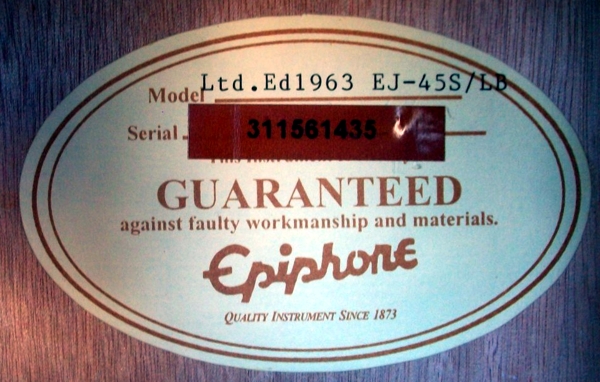 Model Ltd.Ed1963 EJ-45S/LB
Serial 311561435
GUARANTEED
against faulty workmanship and materials.
Epiphone
QUALITY INSTRUMENT SINCE 1873